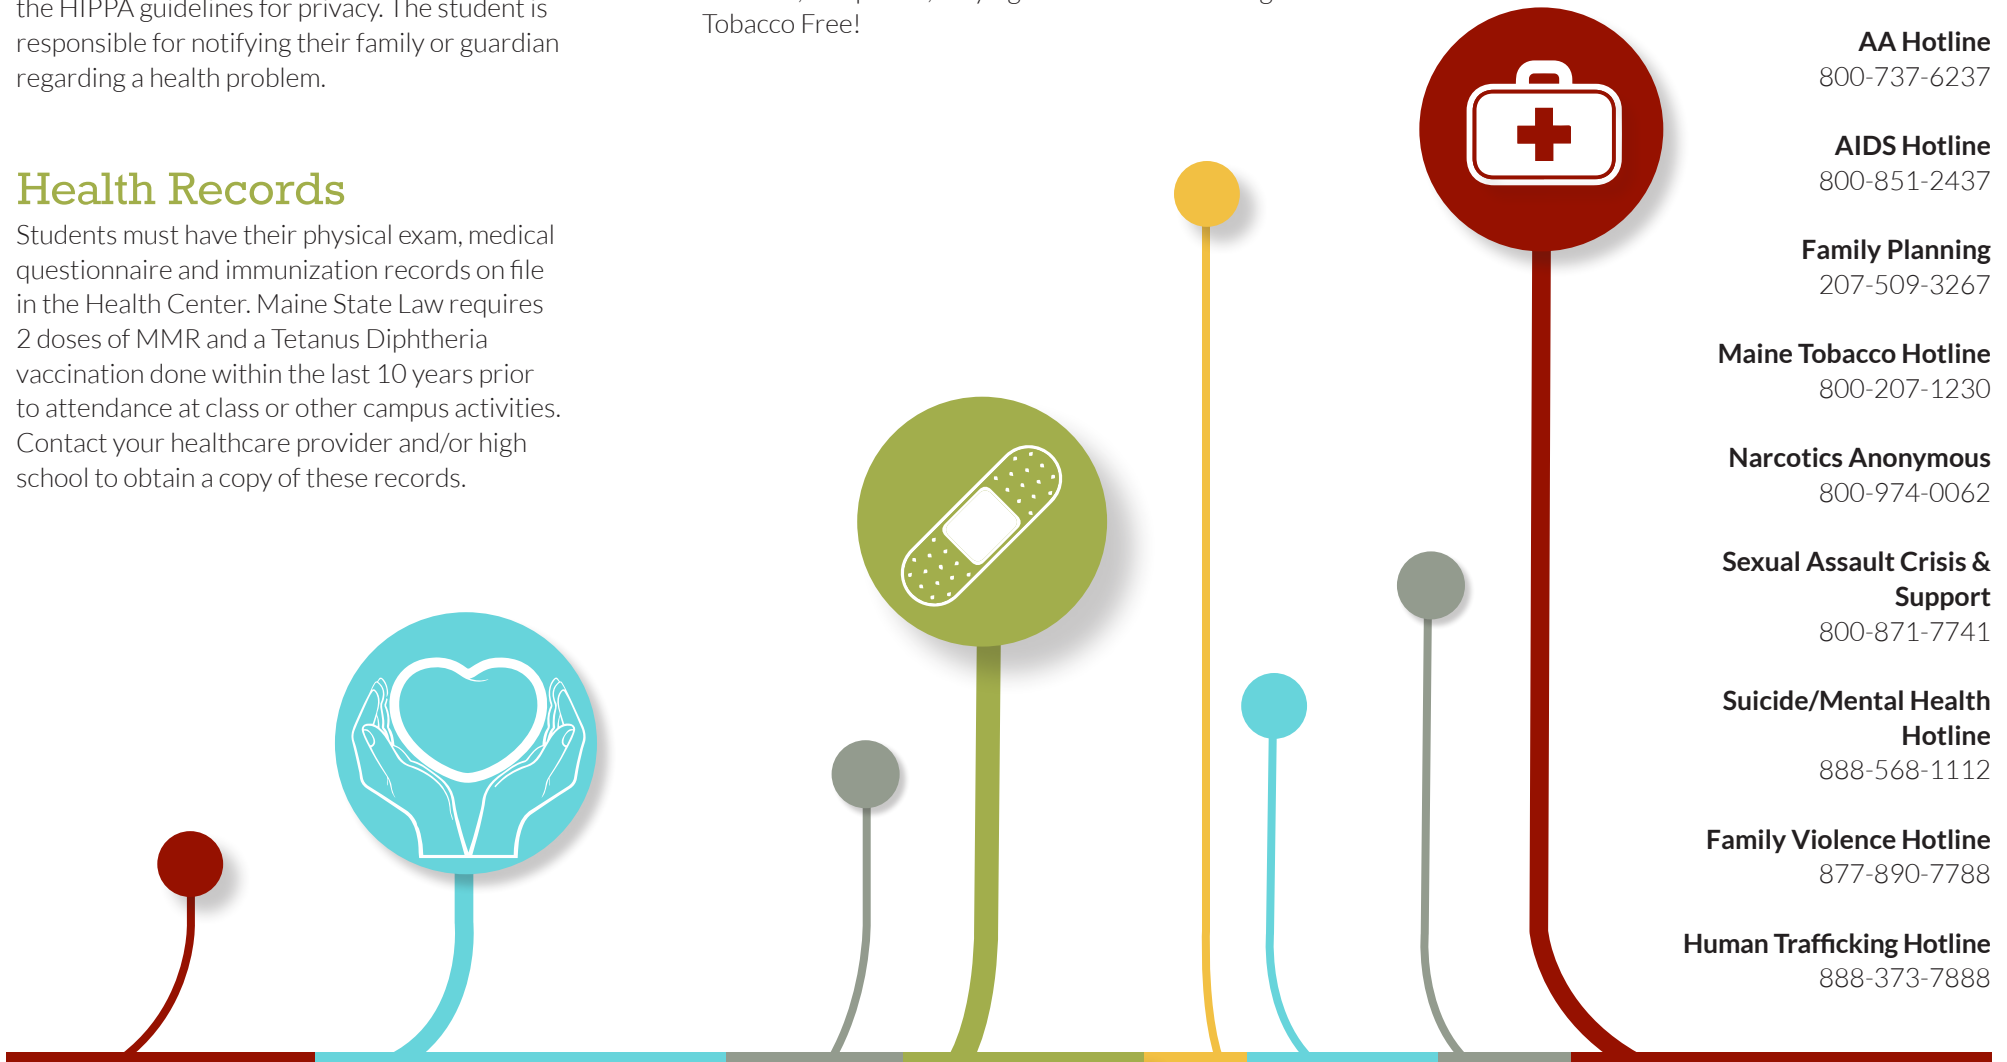 the HIPPA guidelines for privacy. The student is
responsible for notifying their family or guardian
regarding a health problem.
Health Records
Students must have their physical exam, medical
questionnaire and immunization records on file
in the Health Center. Maine State Law requires
2 doses of MMR and a Tetanus Diphtheria
vaccination done within the last 10 years prior
to attendance at class or other campus activities.
Contact your healthcare provider and/or high
school to obtain a copy of these records.
Tobacco Free!
AA Hotline
800-737-6237
AIDS Hotline
800-851-2437
Family Planning
207-509-3267
Maine Tobacco Hotline
800-207-1230
Narcotics Anonymous
800-974-0062
Sexual Assault Crisis &
Support
800-871-7741
Suicide/Mental Health
Hotline
888-568-1112
Family Violence Hotline
877-890-7788
Human Trafficking Hotline
888-373-7888